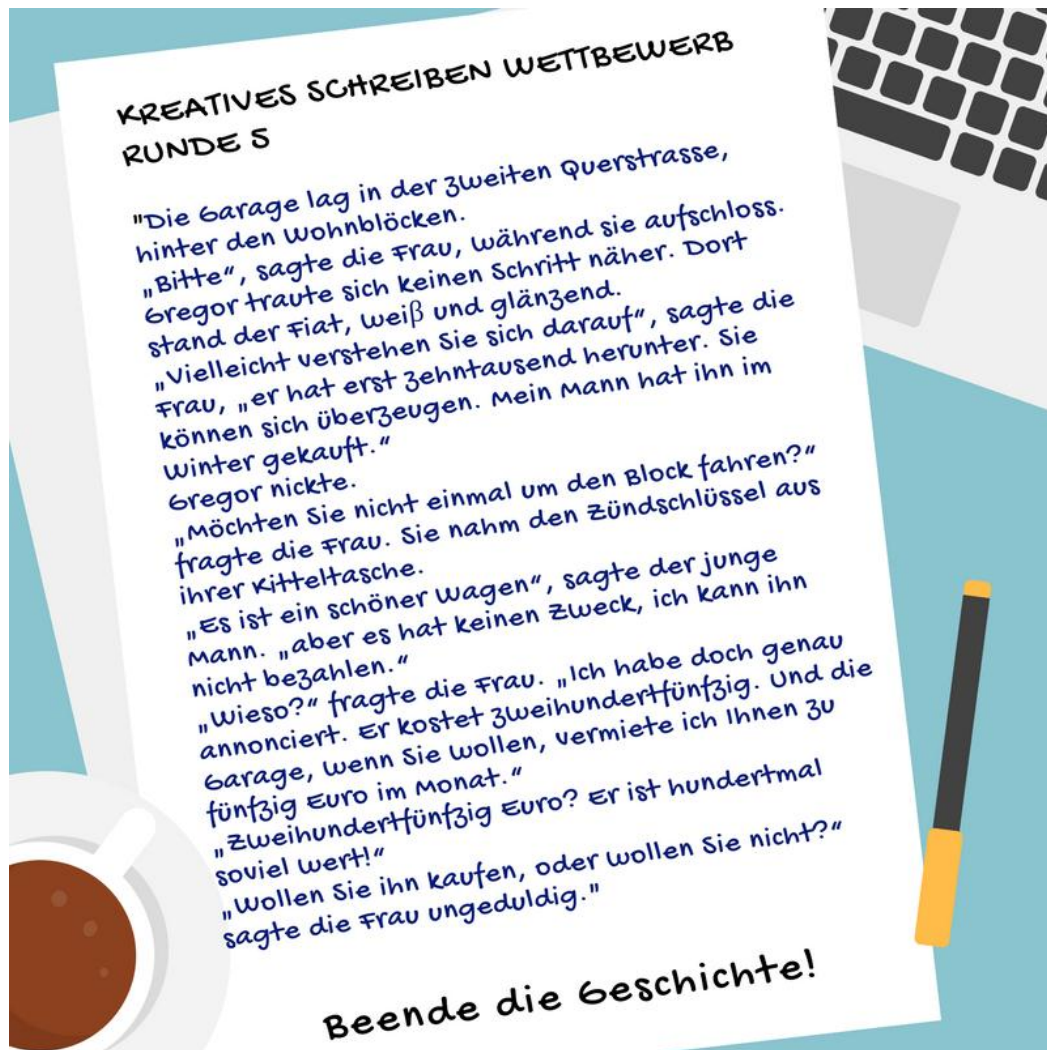 KREATIVES SCHREIBEN WETTBEWERB
RUNDE 5
"Die Garage lag in der zweiten Querstrasse,
hinter den Wohnblöcken.
„Bitte“, sagte die Frau, während sie aufschloss.
Gregor traute sich keinen Schritt näher. Dort
stand der Fiat, weiß und glänzend.
„Vielleicht verstehen Sie sich darauf“, sagte die
Frau, „er hat erst zehntausend herunter. Sie
können sich überzeugen. Mein Mann hat ihn im
Winter gekauft.“
Gregor nickte.
„Möchten Sie nicht einmal um den Block fahren?“
fragte die Frau. Sie nahm den Zündschlüssel aus
ihrer Kitteltasche.
„Es ist ein schöner Wagen“, sagte der junge
Mann. „aber es hat keinen Zweck, ich kann ihn
nicht bezahlen.“
„Wieso?“ fragte die Frau. „Ich habe doch genau
annonciert. Er kostet zweihundertfünfzig. Und die
Garage, wenn Sie wollen, vermiete ich Ihnen zu
fünfzig Euro im Monat.“
„Zweihundertfünfzig Euro? Er ist hundertmal
soviel wert!“
„Wollen Sie ihn kaufen, oder wollen Sie nicht?“
sagte die Frau ungeduldig."
Beende die Geschichte!